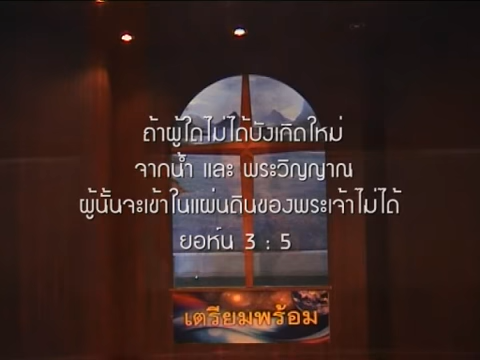 ถ้าผู้ใดไม่ได้บังเกิดใหม่
จากน้ำ และ พระวิญญาณ
ผู้นั้นจะเข้าในแผ่นดินของพระเจ้าไม่ได้
ยอห์น 3 : 5
เตรียมพร้อม